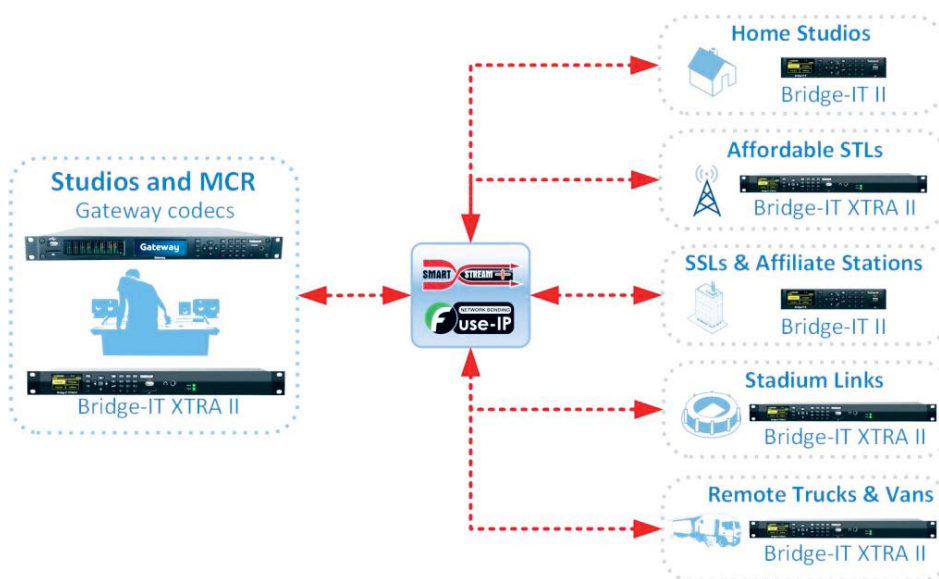 Studios and MCR
Gateway codecs
Gateway
Bridge-IT XTRA II
SMART STREAM+
NETWORK BONDING
Fuse-IP
Home Studios
Bridge-IT II
Affordable STLs
Bridge-IT XTRA II
SSLs & Affiliate Stations
Bridge-IT II
Stadium Links
Bridge-IT XTRA II
Remote Trucks & Vans
Bridge-IT XTRA II